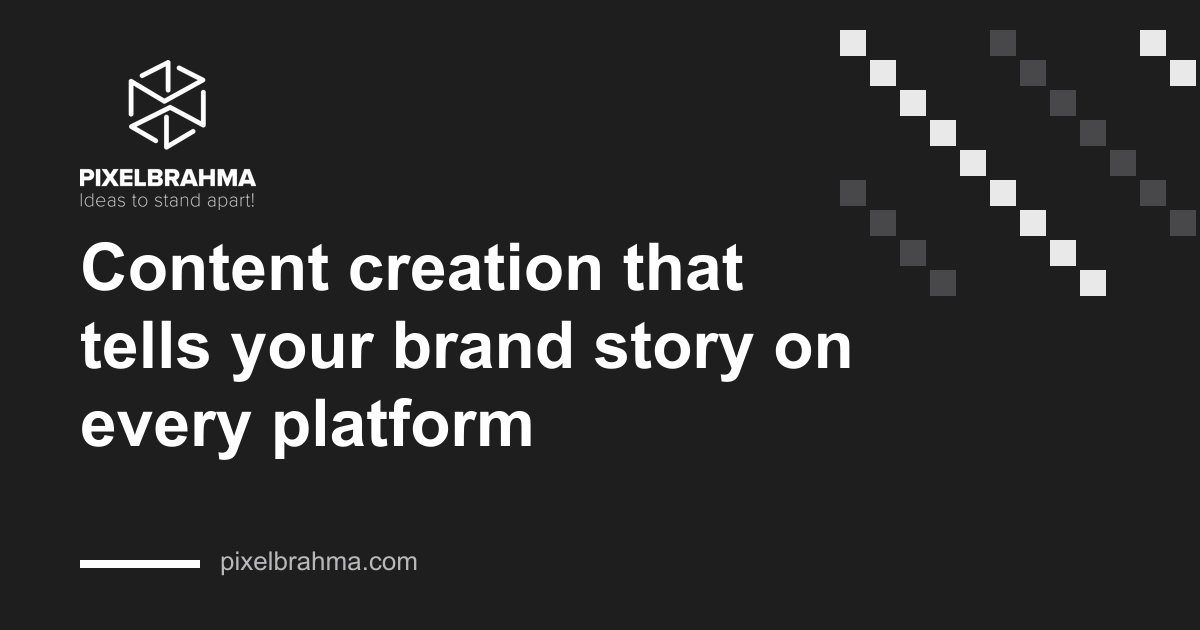 PIXELBRAHMA
Ideas to stand apart!
Content creation that
tells your brand story on
every platform
pixelbrahma.com